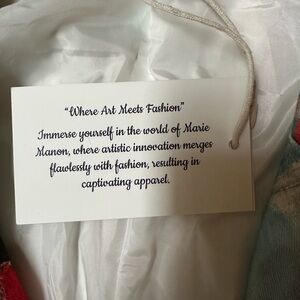 "Where Art Meets Fashion"
Immerse yourself in the world of Marie
Manon, where artistic innovation merges
flawlessly with fashion, resulting in
captivating apparel.